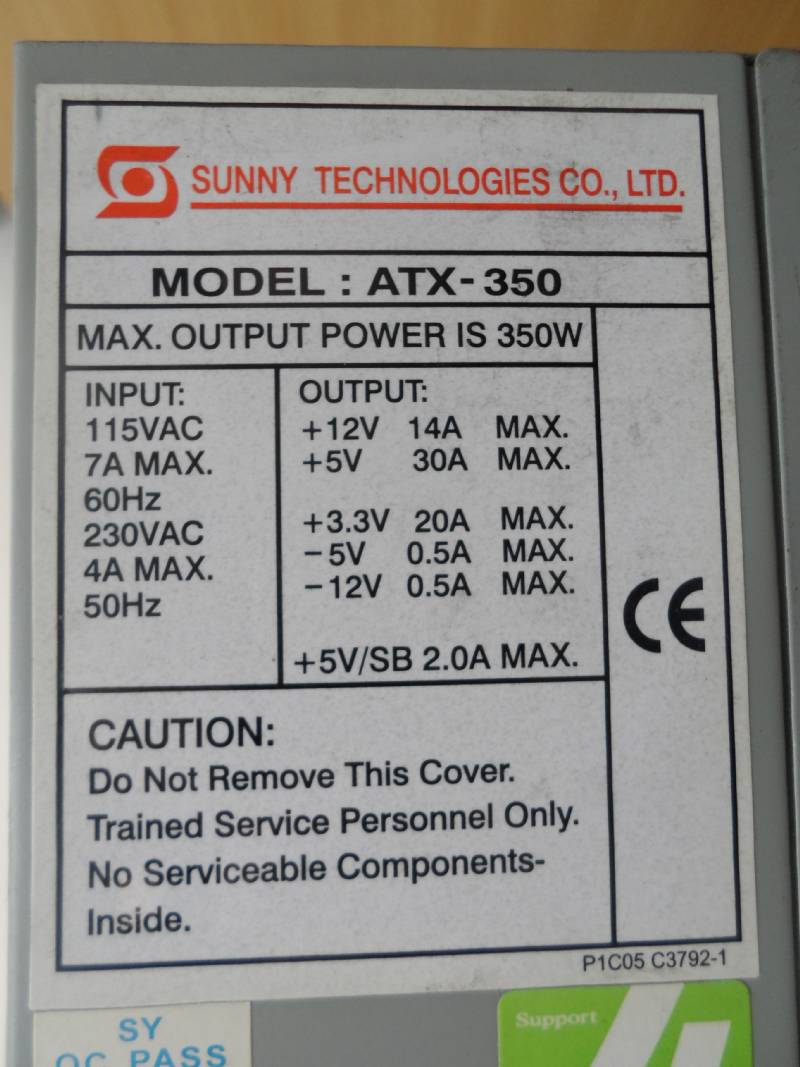 SUNNY TECHNOLOGIES CO., LTD.
MODEL : ATX-350
MAX. OUTPUT POWER IS 350W
INPUT:
115VAC
7A MAX.
60Hz
230VAC
4A MAX.
50Hz
OUTPUT:
+12V 14A MAX.
+5V 30A MAX.
+3.3V 20A MAX.
-5V 0.5A MAX.
-12V 0.5A MAX.
+5V/SB 2.0A MAX.
CE
CAUTION:
Do Not Remove This Cover.
Trained Service Personnel Only.
No Serviceable Components-
Inside.
P1C05 C3792-1
SY
QC PASS
Support